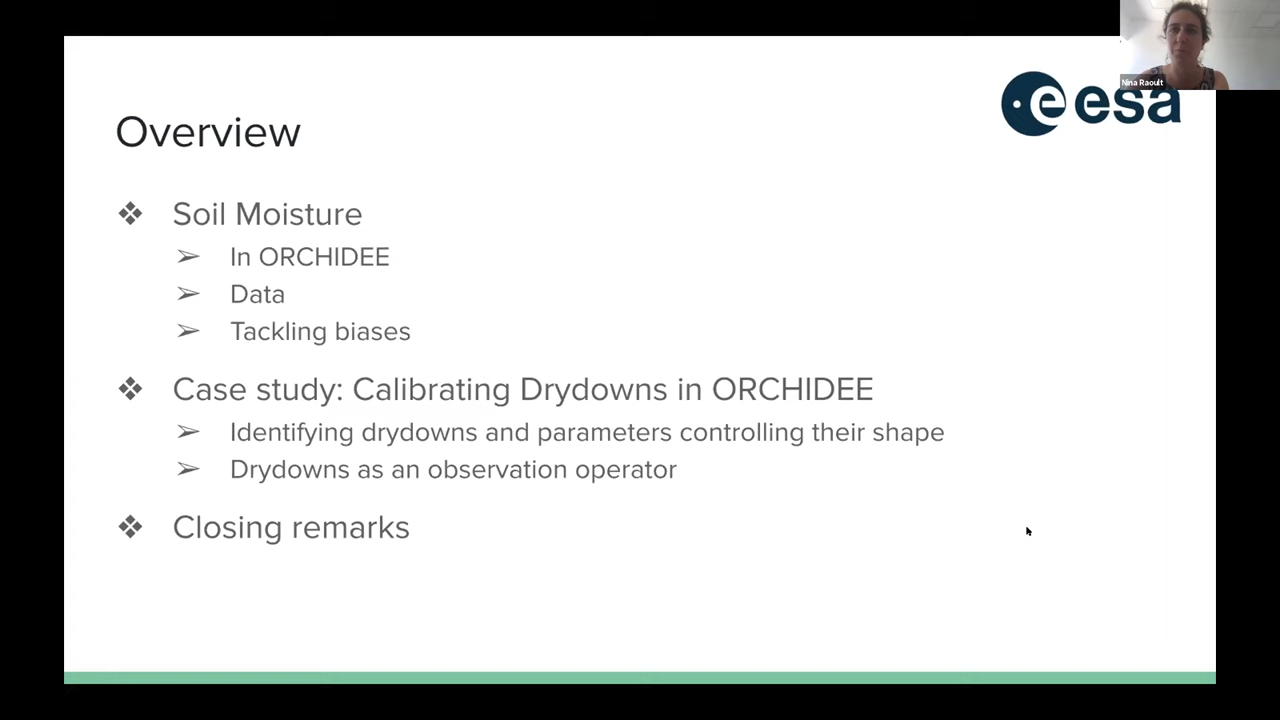 Nina Raoult
esa
Overview
❖ Soil Moisture
➢ In ORCHIDEE
➢ Data
➢ Tackling biases
❖ Case study: Calibrating Drydowns in ORCHIDEE
➢ Identifying drydowns and parameters controlling their shape
➢ Drydowns as an observation operator
❖ Closing remarks